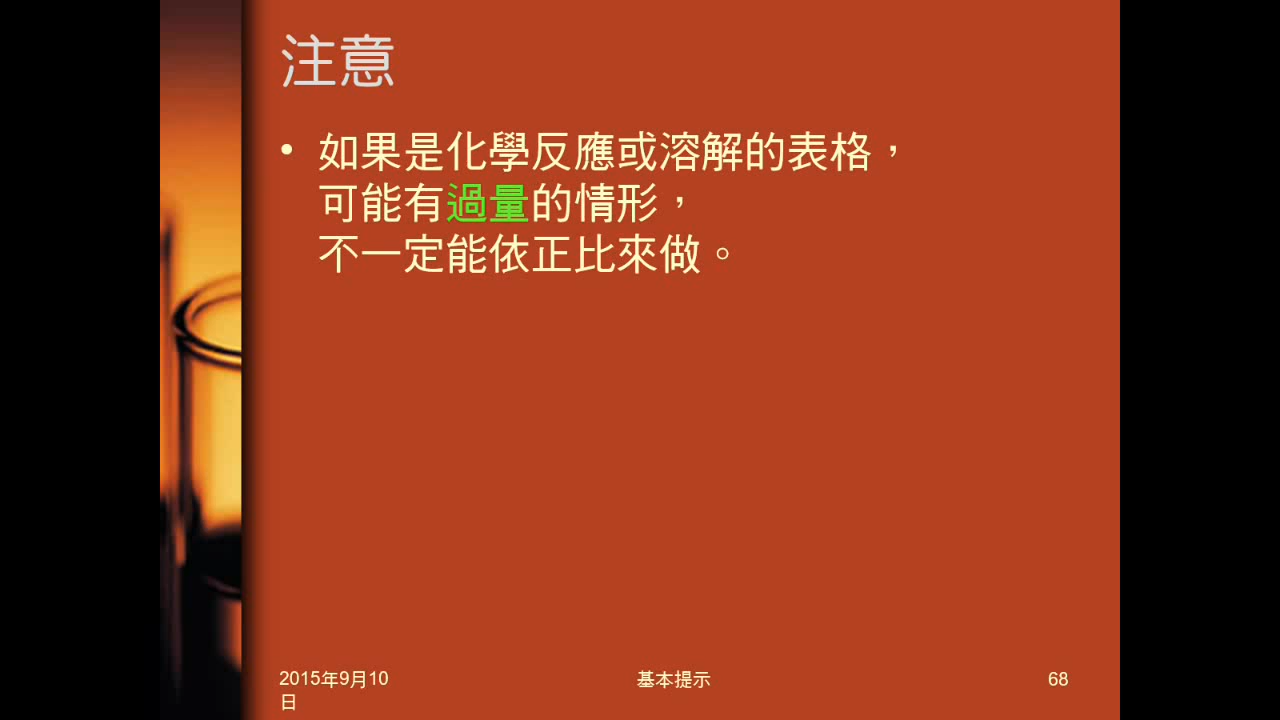 注意
• 如果是化學反應或溶解的表格，
可能有過量的情形，
不一定能依正比來做。
2015年9月10
日
基本提示
68